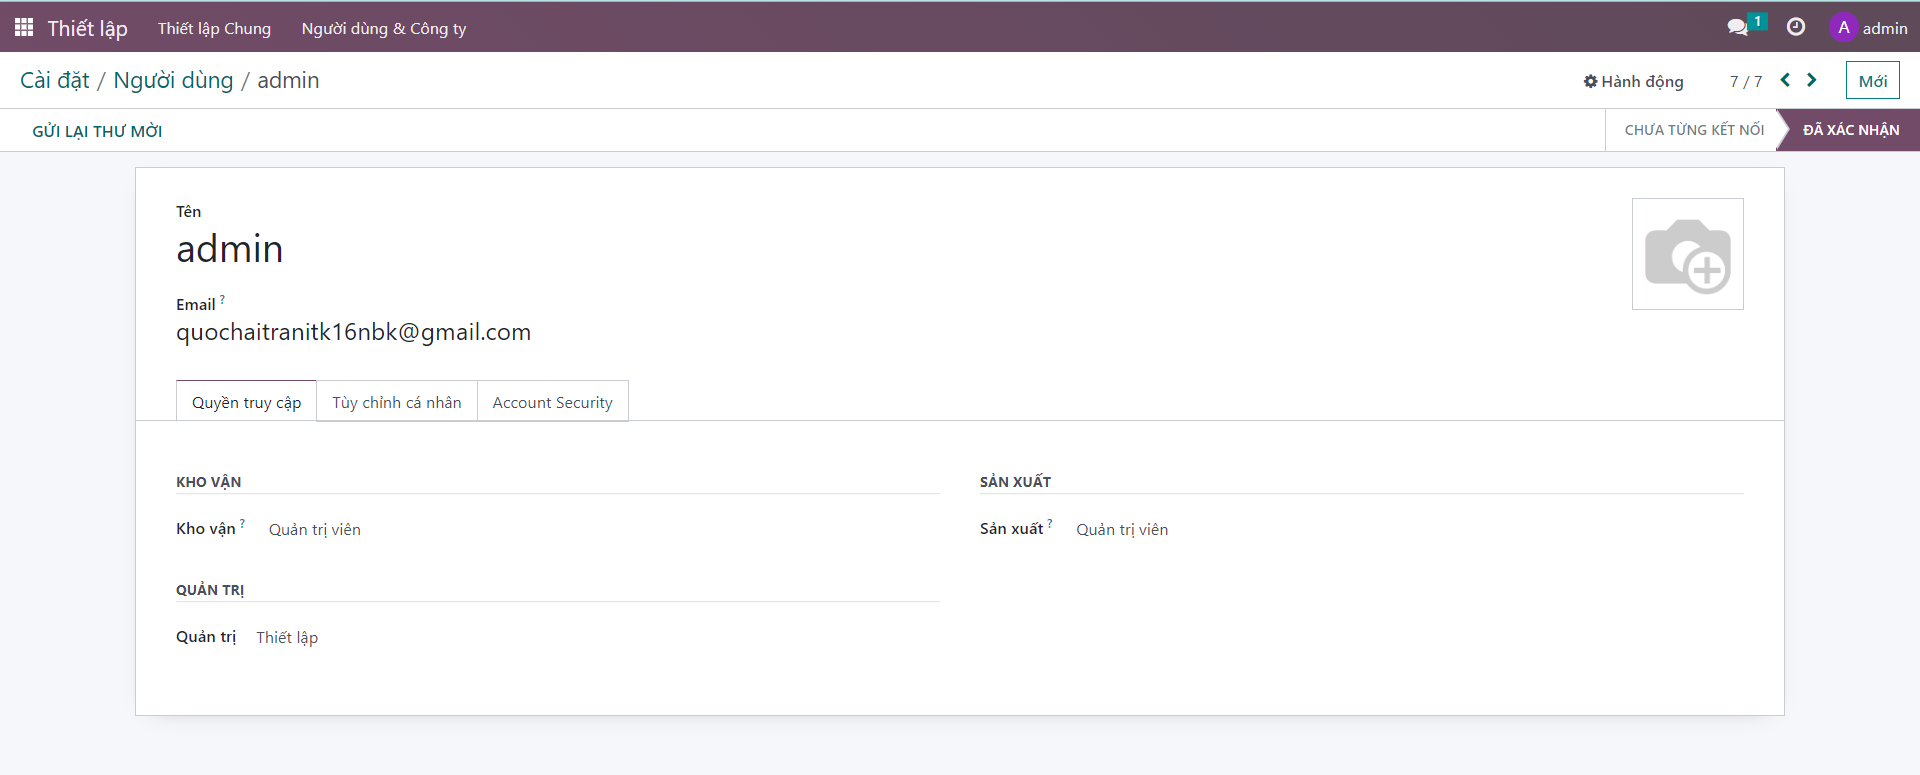 Thiết lập Thiết lập Chung Người dùng & Công ty 1 A admin
Cài đặt / Người dùng / admin Hành động 7 / 7 Mới
GỬI LẠI THƯ MỜI CHƯA TỪNG KẾT NỐI ĐÃ XÁC NHẬN
Tên
admin
Email ?
quochaitranitk16nbk@gmail.com
Quyền truy cập Tùy chỉnh cá nhân Account Security
KHO VẬN SẢN XUẤT
Kho vận ? Quản trị viên Sản xuất ? Quản trị viên
QUẢN TRỊ
Quản trị Thiết lập